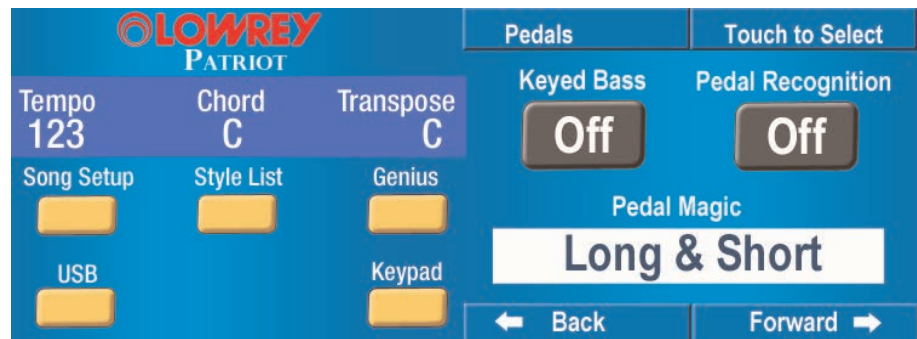 LOWREY
PATRIOT
Tempo Chord Transpose
123 C C
Song Setup Style List Genius
USB Keypad
Pedals Touch to Select
Keyed Bass Pedal Recognition
Off Off
Pedal Magic
Long & Short
Back Forward